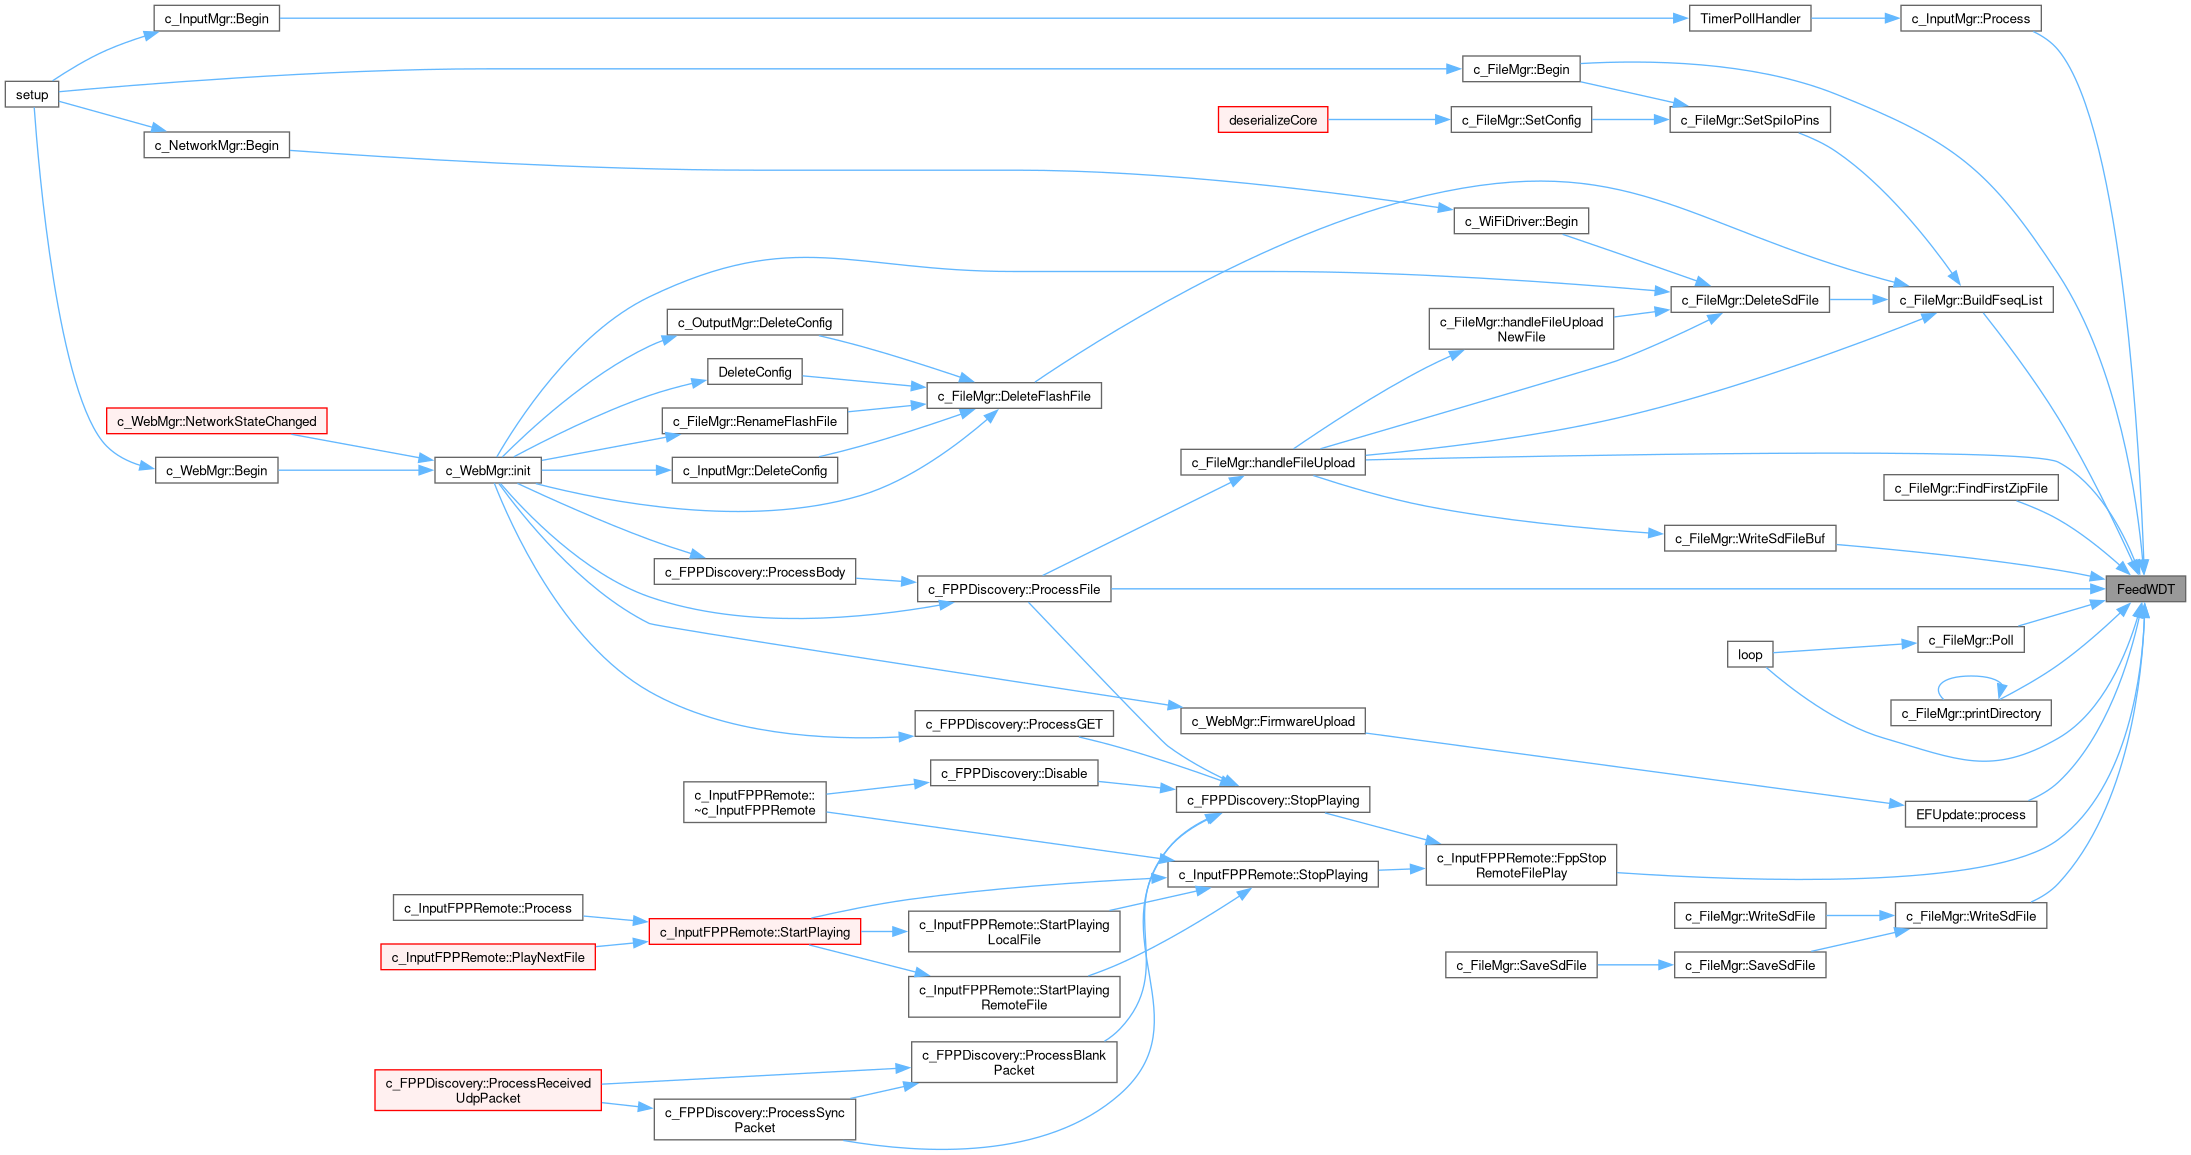 c_InputMgr::Begin
TimerPollHandler
c_InputMgr::Process
setup
c_FileMgr::Begin
deserializeCore
c_FileMgr::SetConfig
c_FileMgr::SetSpiIoPins
c_NetworkMgr::Begin
c_WiFiDriver::Begin
c_FileMgr::DeleteSdFile
c_FileMgr::BuildFseqList
c_OutputMgr::DeleteConfig
c_FileMgr::handleFileUpload
NewFile
DeleteConfig
c_FileMgr::DeleteFlashFile
c_WebMgr::NetworkStateChanged
c_FileMgr::RenameFlashFile
c_WebMgr::Begin
c_WebMgr::init
c_InputMgr::DeleteConfig
c_FileMgr::handleFileUpload
c_FileMgr::FindFirstZipFile
c_FileMgr::WriteSdFileBuf
c_FPPDiscovery::ProcessBody
c_FPPDiscovery::ProcessFile
FeedWDT
loop
c_FileMgr::Poll
c_FileMgr::printDirectory
c_FPPDiscovery::ProcessGET
c_WebMgr::FirmwareUpload
c_FPPDiscovery::Disable
c_InputFPPRemote::
~c_InputFPPRemote
c_FPPDiscovery::StopPlaying
EFUpdate::process
c_InputFPPRemote::StopPlaying
c_InputFPPRemote::FppStop
RemoteFilePlay
c_InputFPPRemote::Process
c_InputFPPRemote::StartPlaying
c_InputFPPRemote::StartPlaying
LocalFile
c_FileMgr::WriteSdFile
c_FileMgr::WriteSdFile
c_InputFPPRemote::PlayNextFile
c_FileMgr::SaveSdFile
c_FileMgr::SaveSdFile
c_InputFPPRemote::StartPlaying
RemoteFile
c_FPPDiscovery::ProcessBlank
Packet
c_FPPDiscovery::ProcessReceived
UdpPacket
c_FPPDiscovery::ProcessSync
Packet